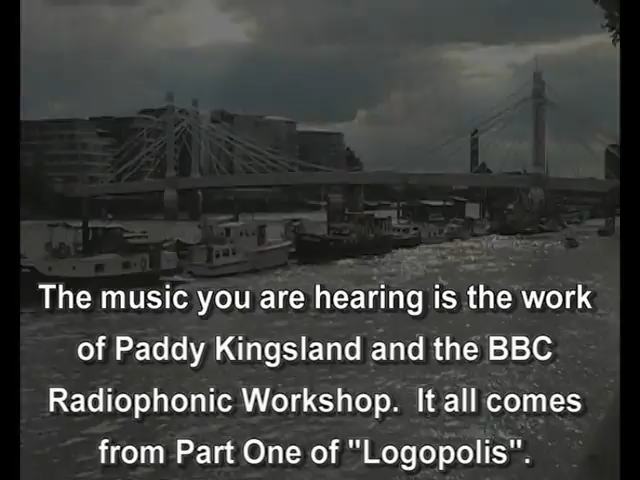 The music you are hearing is the work
of Paddy Kingsland and the BBC
Radiophonic Workshop.  It all comes
from Part One of "Logopolis".